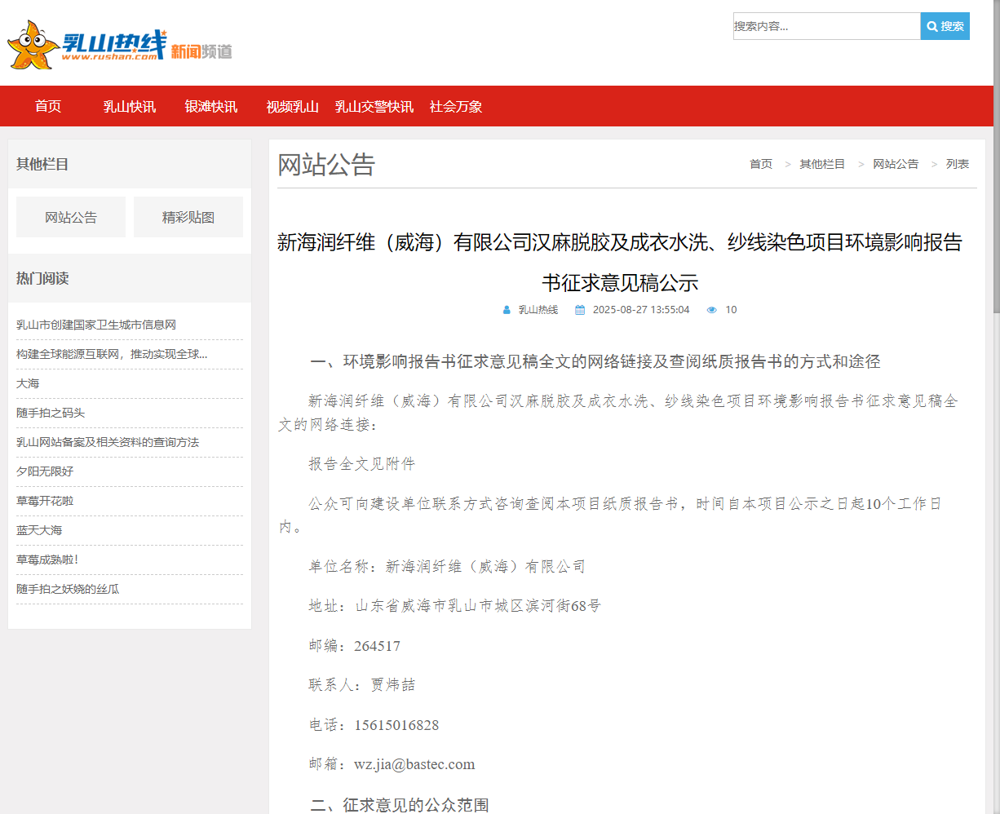 乳山热线
www.rushan.com
新闻频道
搜索内容...
搜索
首页 乳山快讯 银滩快讯 视频乳山 乳山交警快讯 社会万象
其他栏目
网站公告 精彩贴图
热门阅读
乳山市创建国家卫生城市信息网
构建全球能源互联网，推动实现全球...
大海
随手拍之码头
乳山网站备案及相关资料的查询方法
夕阳无限好
草莓开花啦
蓝天大海
草莓成熟啦！
随手拍之妖娆的丝瓜
网站公告
首页 > 其他栏目 > 网站公告 > 列表
新海润纤维（威海）有限公司汉麻脱胶及成衣水洗、纱线染色项目环境影响报告
书征求意见稿公示
乳山热线 2025-08-27 13:55:04 10
一、环境影响报告书征求意见稿全文的网络链接及查阅纸质报告书的方式和途径
新海润纤维（威海）有限公司汉麻脱胶及成衣水洗、纱线染色项目环境影响报告书征求意见稿全
文的网络连接：
报告全文见附件
公众可向建设单位联系方式咨询查阅本项目纸质报告书，时间自本项目公示之日起10个工作日
内。
单位名称：新海润纤维（威海）有限公司
地址：山东省威海市乳山市城区滨河街68号
邮编：264517
联系人：贾炜喆
电话：15615016828
邮箱：wz.jia@bastec.com
二、征求意见的公众范围